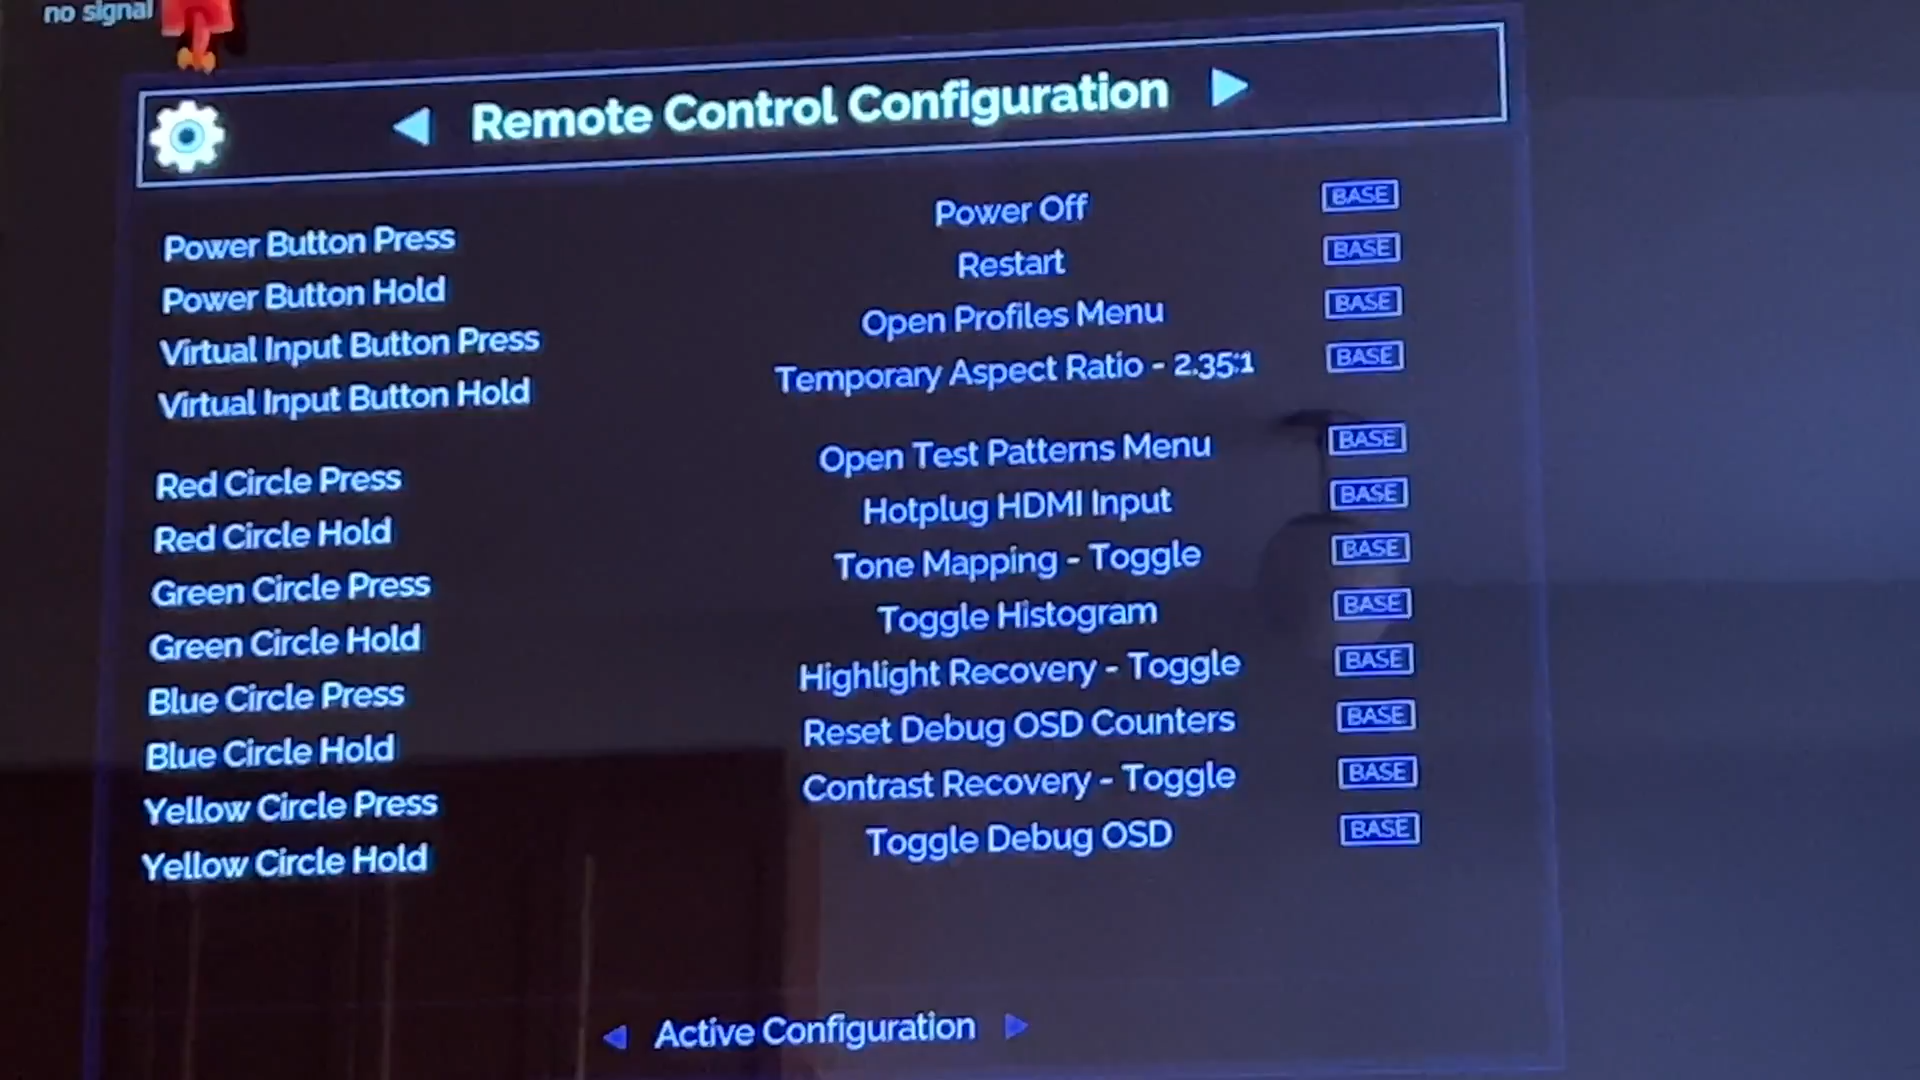 no signal
Remote Control Configuration
Power Button Press Power Off BASE
Power Button Hold Restart BASE
Virtual Input Button Press Open Profiles Menu BASE
Virtual Input Button Hold Temporary Aspect Ratio - 2.35:1 BASE
Red Circle Press Open Test Patterns Menu BASE
Red Circle Hold Hotplug HDMI Input BASE
Green Circle Press Tone Mapping - Toggle BASE
Green Circle Hold Toggle Histogram BASE
Blue Circle Press Highlight Recovery - Toggle BASE
Blue Circle Hold Reset Debug OSD Counters BASE
Yellow Circle Press Contrast Recovery - Toggle BASE
Yellow Circle Hold Toggle Debug OSD BASE
Active Configuration